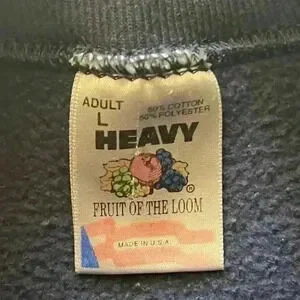 ADULT
L
50% COTTON
50% POLYESTER
HEAVY
®
FRUIT OF THE LOOM
MADE IN U.S.A.